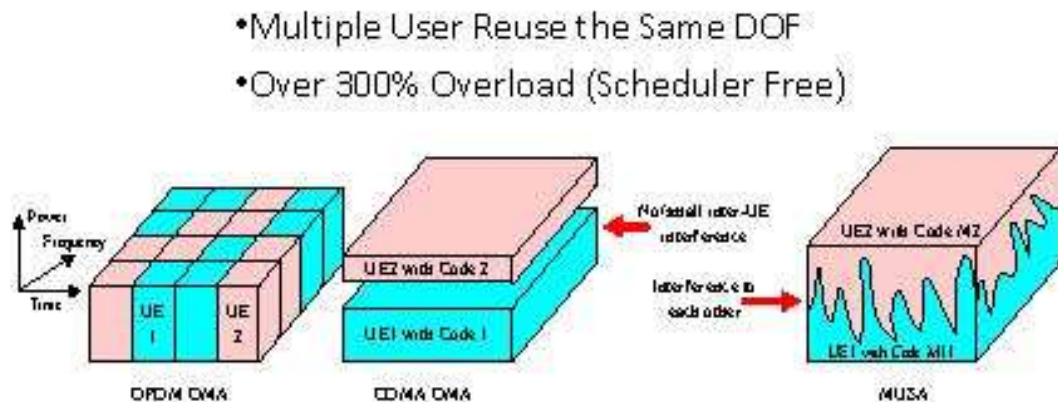 •Multiple User Reuse the Same DOF
•Over 300% Overload (Scheduler Free)
Power
Frequency
Time
UE
1
UE
2
OFDM OMA
UE2 with Code 2
UE1 with Code 1
CDMA OMA
No/small inter-UE
interference
Interference in
each other
UE2 with Code M2
UE1 with Code M1
MUSA